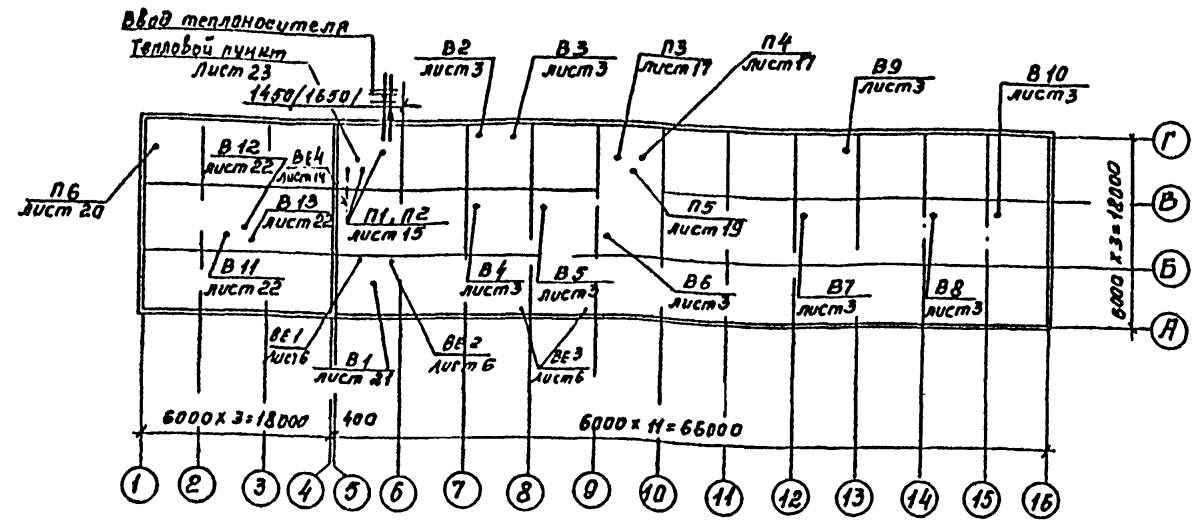 Ввод теплоносителя
Тепловой пункт
Лист 23
1450/1650/
В2
лист 3
В3
лист 3
П3
лист 17
П4
лист 17
В9
лист 3
В10
лист 3
Г
В
Б
А
6000 х 3 = 18000
П6
лист 20
В12
лист 22
ВЕ4
лист 14
В13
лист 22
В11
лист 22
П1, П2
лист 15
П5
лист 19
В4
лист 3
В5
лист 3
В6
лист 3
В7
лист 3
В8
лист 3
ВЕ1
лист 6
В1
лист 21
ВЕ2
лист 6
ВЕ3
лист 6
6000 х 3 = 18000
400
6000 х 11 = 66000
1
2
3
4
5
6
7
8
9
10
11
12
13
14
15
16